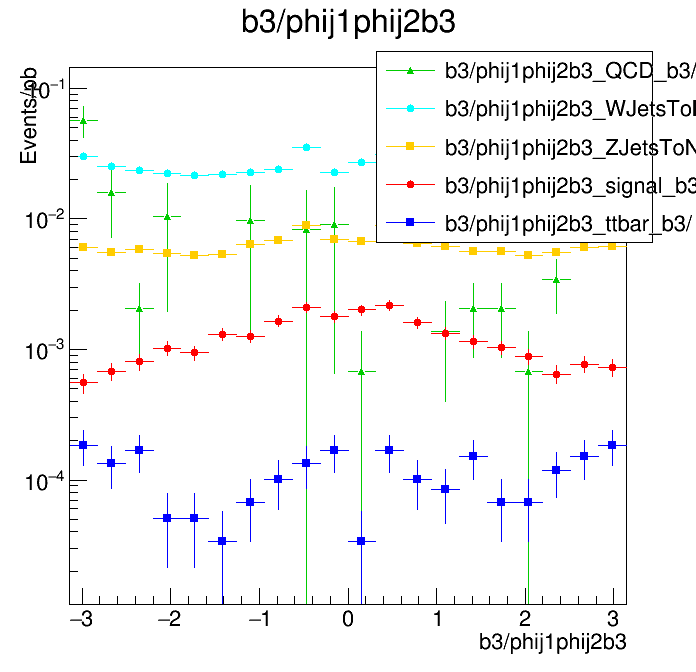 b3/phij1phij2b3
Events/pb
b3/phij1phij2b3_QCD_b3/
b3/phij1phij2b3_WJetsTol
b3/phij1phij2b3_ZJetsToN
b3/phij1phij2b3_signal_b3
b3/phij1phij2b3_ttbar_b3/
10⁻¹
10⁻²
10⁻³
10⁻⁴
−3 −2 −1 0 1 2 3
b3/phij1phij2b3